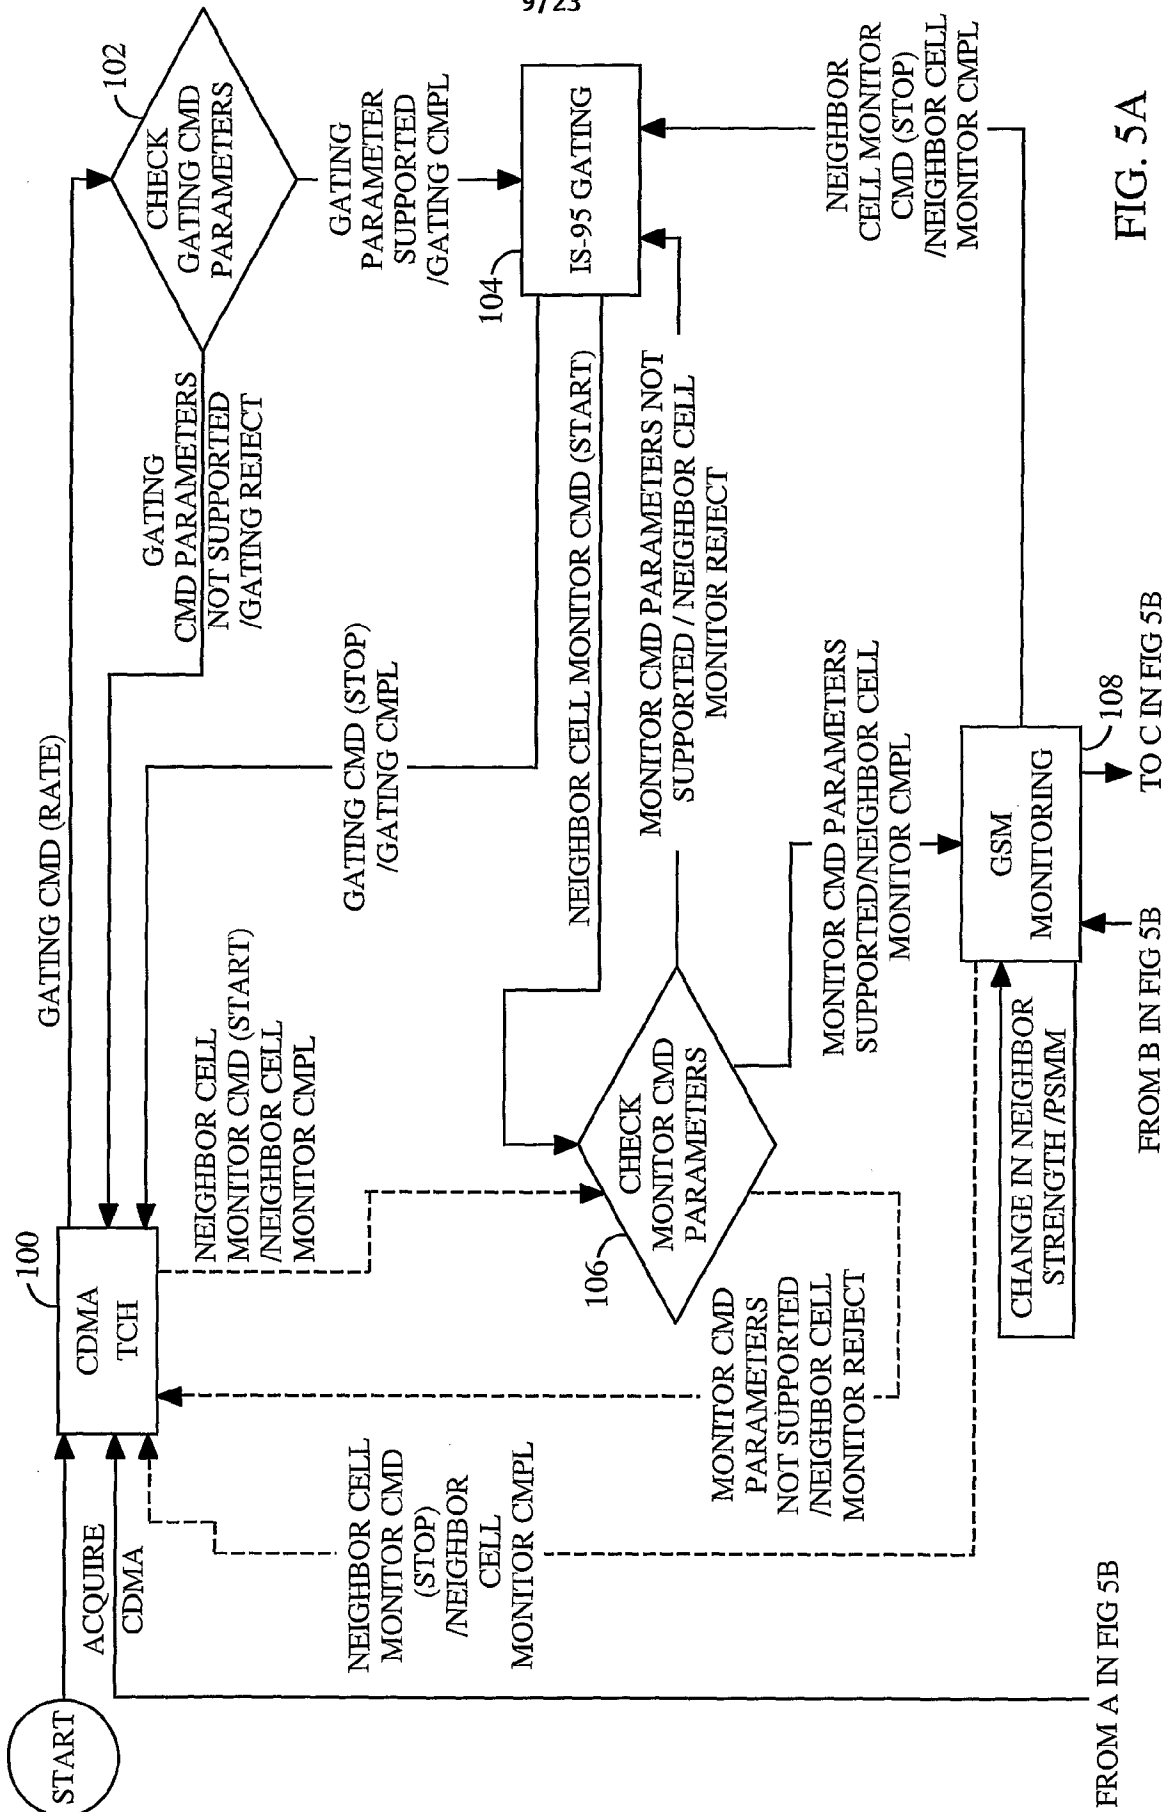 9/23
START
ACQUIRE
CDMA
100
CDMA
TCH
GATING CMD (RATE)
102
CHECK
GATING CMD
PARAMETERS
GATING
CMD PARAMETERS
NOT SUPPORTED
/GATING REJECT
GATING
PARAMETER
SUPPORTED
/GATING CMPL
NEIGHBOR CELL
MONITOR CMD (START)
/NEIGHBOR CELL
MONITOR CMPL
GATING CMD (STOP)
/GATING CMPL
104
IS-95 GATING
NEIGHBOR CELL MONITOR CMD (START)
NEIGHBOR CELL
MONITOR CMD
(STOP)
/NEIGHBOR
CELL
MONITOR CMPL
106
CHECK
MONITOR CMD
PARAMETERS
MONITOR CMD PARAMETERS NOT
SUPPORTED / NEIGHBOR CELL
MONITOR REJECT
MONITOR CMD
PARAMETERS
NOT SUPPORTED
/NEIGHBOR CELL
MONITOR REJECT
MONITOR CMD PARAMETERS
SUPPORTED/NEIGHBOR CELL
MONITOR CMPL
NEIGHBOR
CELL MONITOR
CMD (STOP)
/NEIGHBOR CELL
MONITOR CMPL
GSM
MONITORING
108
CHANGE IN NEIGHBOR
STRENGTH /PSMM
FROM A IN FIG 5B
FROM B IN FIG 5B
TO C IN FIG 5B
FIG. 5A